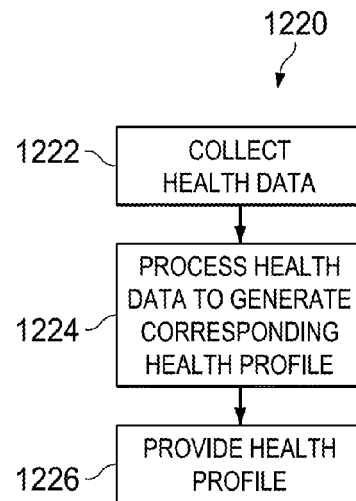 1220
1222
COLLECT
HEALTH DATA
1224
PROCESS HEALTH
DATA TO GENERATE
CORRESPONDING
HEALTH PROFILE
1226
PROVIDE HEALTH
PROFILE